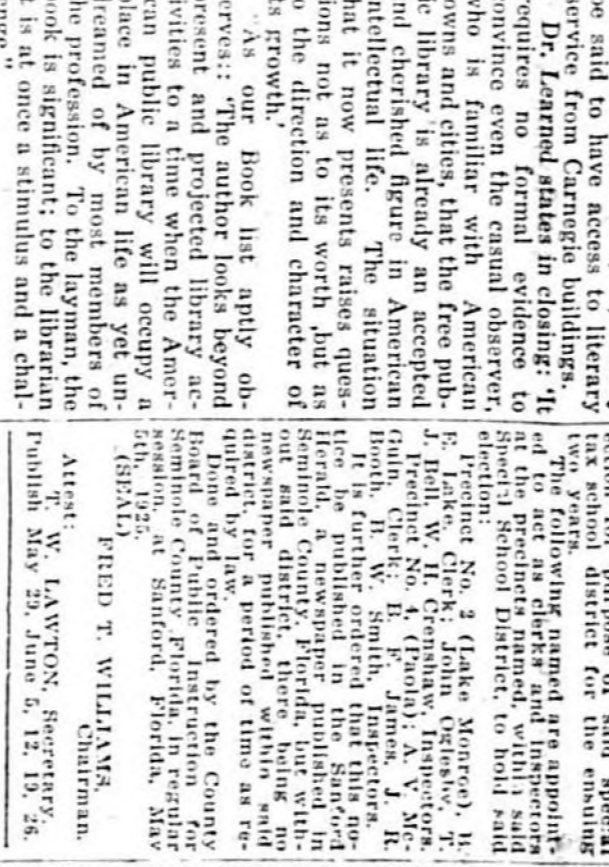 be said to have access to literary
service from Carnegie buildings.
Dr. Learned states in closing: 'It
requires no formal evidence to
convince even the casual observer,
who is familiar with American
towns and cities, that the free pub-
lic library is already an accepted
and cherished figure in American
intellectual life. The situation
that it now presents raises ques-
tions not as to its worth ,but as
to the direction and character of
its growth.'
"As our Book list aptly ob-
serves:: 'The author looks beyond
present and projected library ac-
tivities to a time when the Amer-
ican public library will occupy a
place in American life as yet un-
dreamed of by most members of
the profession. To the layman, the
book is significant; to the librarian
it is at once a stimulus and a chal-
special
tax school district for the ensuing
two years.
The following named are appoint-
ed to act as clerks and inspectors
at the precincts named, within said
Special School District, to hold said
election:
Precinct No. 2 (Lake Monroe), B.
E. Lake, Clerk; John Oglesby, T.
J. Bell, W. H. Crenshaw, Inspectors.
Precinct No. 4, (Paola); A. V. Mc-
Guin, Clerk; B. F. James, J. R.
Booth, B. W. Smith, Inspectors.
It is further ordered that this no-
tice be published in the Sanford
Herald, a newspaper published in
Seminole County, Florida, but with-
out said district, there being no
newspaper published within said
district, for a period of time as re-
quired by law.
Done and ordered by the County
Board of Public Instruction for
Seminole County, Florida, in regular
session, at Sanford, Florida, May
5th, 1925.
(SEAL)
FRED T. WILLIAMS,
Chairman.
Attest:
T. W. LAWTON, Secretary.
Publish May 29, June 5, 12, 19, 26.